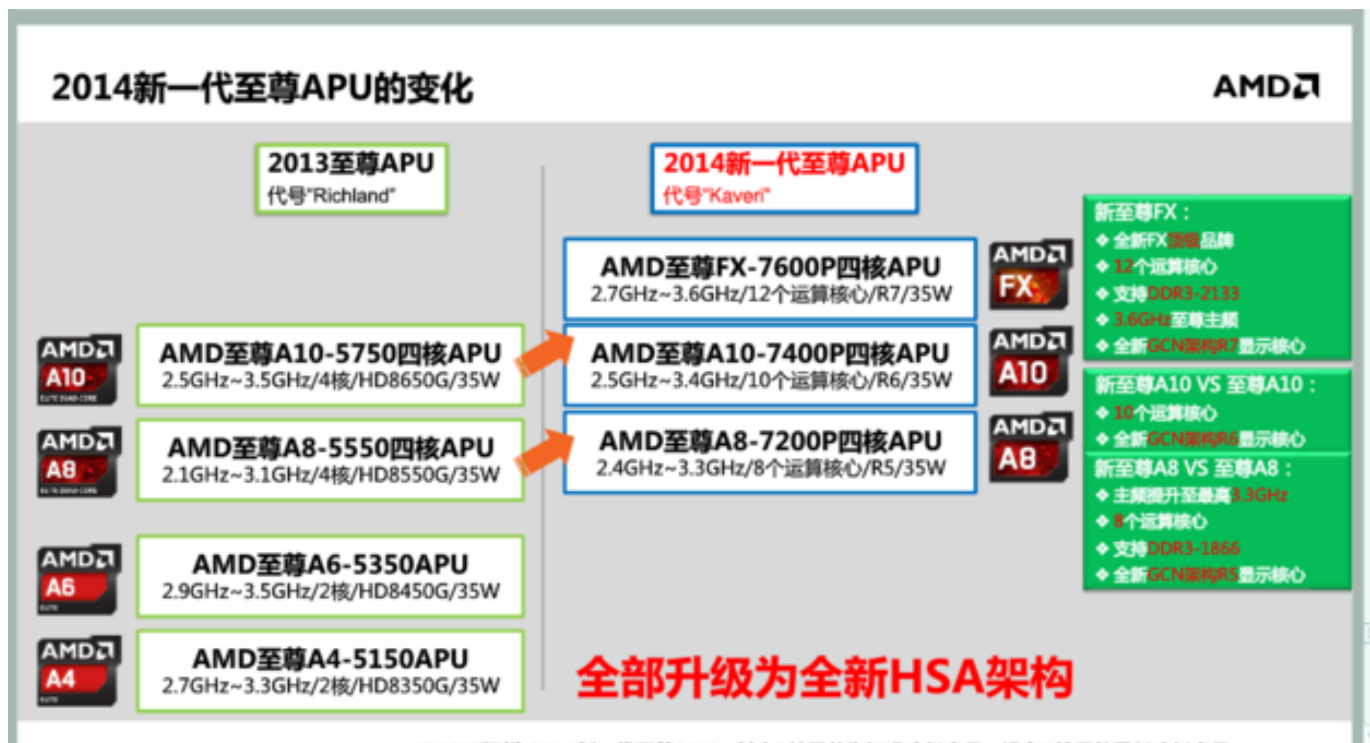 2014新一代至尊APU的变化
AMD
2013至尊APU
代号"Richland"
2014新一代至尊APU
代号"Kaveri"
AMD至尊FX-7600P四核APU
2.7GHz~3.6GHz/12个运算核心/R7/35W
AMD
FX
新至尊FX：
❖ 全新FX顶级品牌
❖ 12个运算核心
❖ 支持DDR3-2133
❖ 3.6GHz至尊主频
❖ 全新GCN架构R7显示核心
AMD
A10
ELITE QUAD-CORE
AMD至尊A10-5750四核APU
2.5GHz~3.5GHz/4核/HD8650G/35W
AMD至尊A10-7400P四核APU
2.5GHz~3.4GHz/10个运算核心/R6/35W
AMD
A10
新至尊A10 VS 至尊A10：
❖ 10个运算核心
❖ 全新GCN架构R6显示核心
AMD
A8
ELITE QUAD-CORE
AMD至尊A8-5550四核APU
2.1GHz~3.1GHz/4核/HD8550G/35W
AMD至尊A8-7200P四核APU
2.4GHz~3.3GHz/8个运算核心/R5/35W
AMD
A8
新至尊A8 VS 至尊A8：
❖ 主频提升至最高3.3GHz
❖ 8个运算核心
❖ 支持DDR3-1866
❖ 全新GCN架构R5显示核心
AMD
A6
ELITE
AMD至尊A6-5350APU
2.9GHz~3.5GHz/2核/HD8450G/35W
AMD
A4
ELITE
AMD至尊A4-5150APU
2.7GHz~3.3GHz/2核/HD8350G/35W
全部升级为全新HSA架构